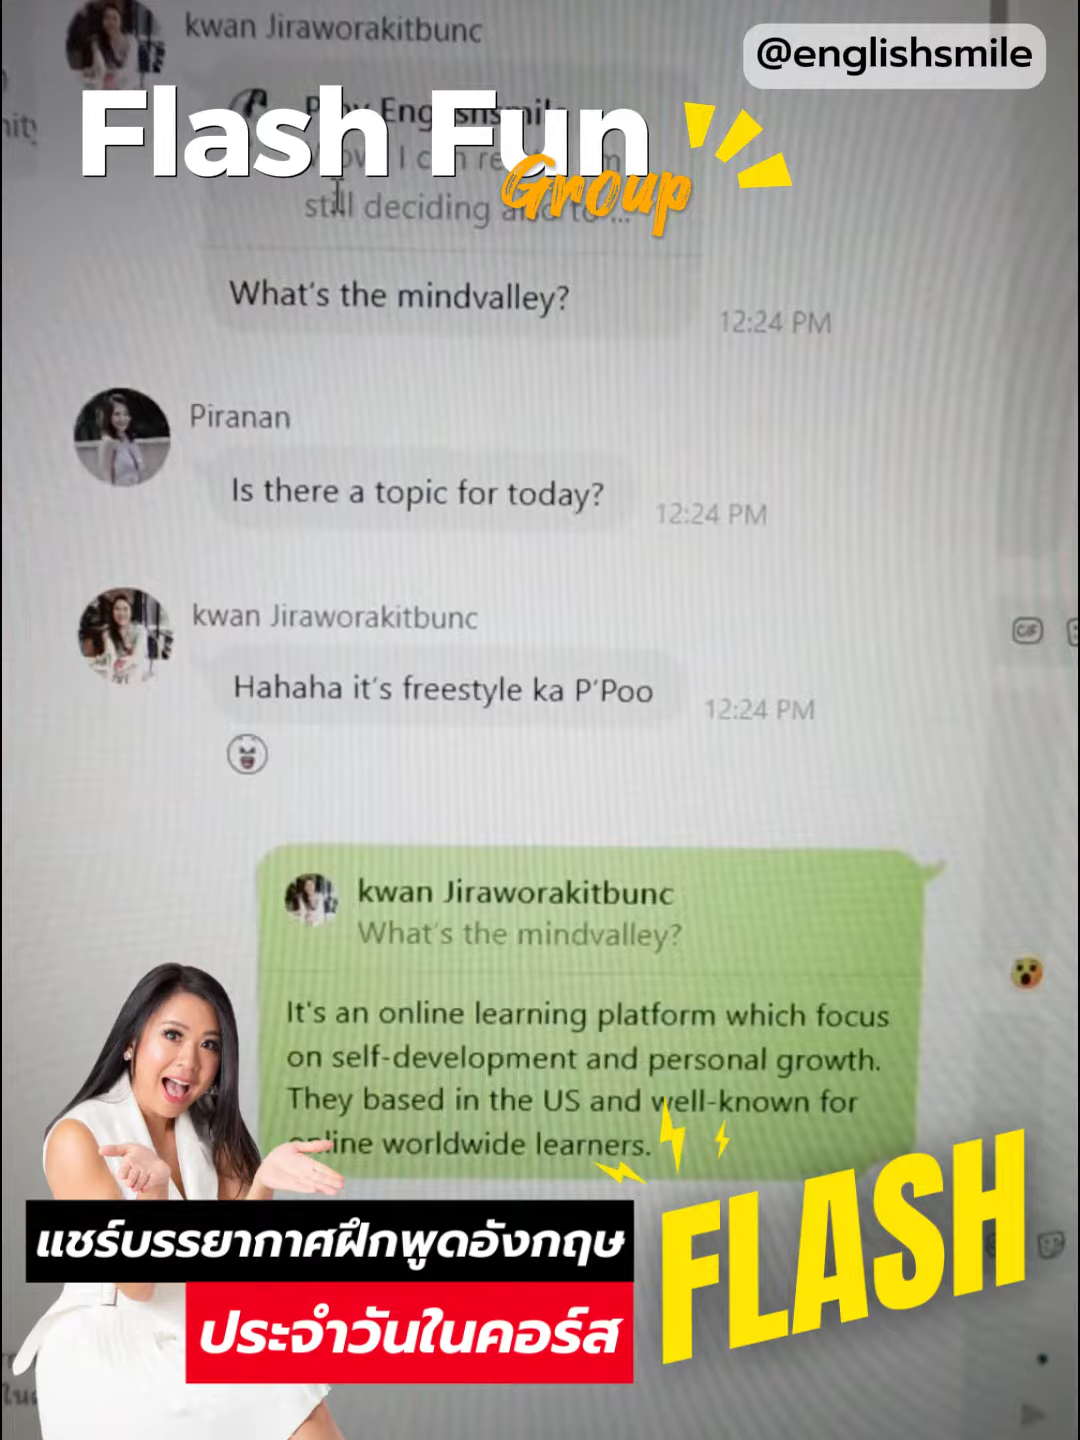 kwan Jiraworakitbunc
@englishsmile
Flash Fun
Group
still deciding
What's the mindvalley?
12:24 PM
Piranan
Is there a topic for today?
12:24 PM
kwan Jiraworakitbunc
Hahaha it's freestyle ka P'Poo
12:24 PM
GIF
kwan Jiraworakitbunc
What's the mindvalley?
It's an online learning platform which focus
on self-development and personal growth.
They based in the US and well-known for
online worldwide learners.
แชร์บรรยากาศฝึกพูดอังกฤษ
ประจำวันในคอร์ส
FLASH